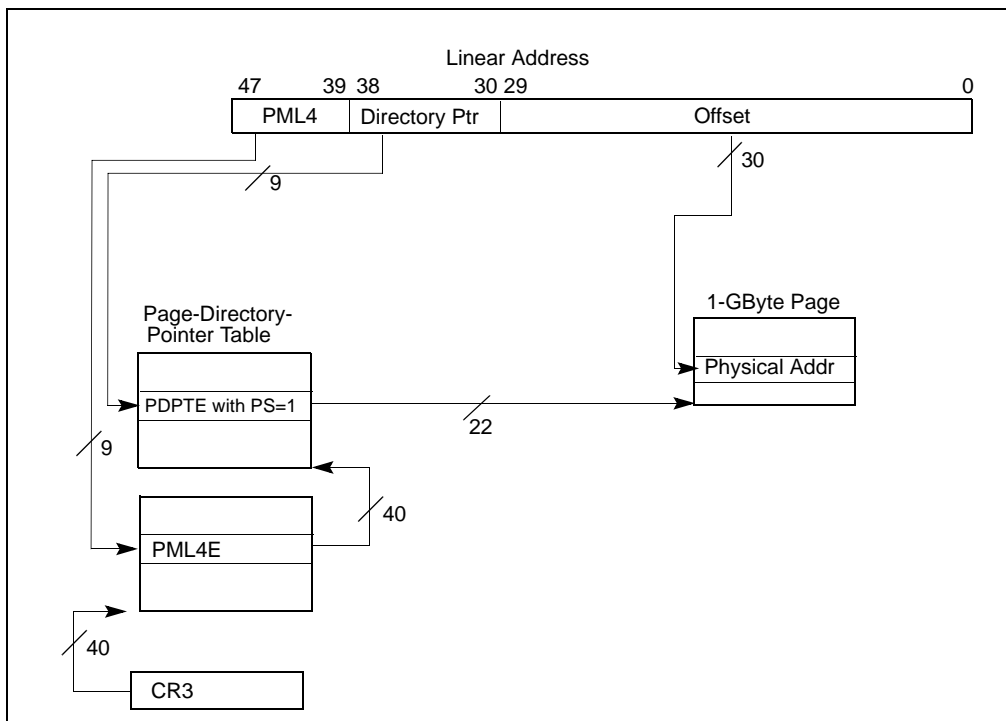 Linear Address
47 39 38 30 29 0
PML4 Directory Ptr Offset
9 30
1-GByte Page
Page-Directory-
Pointer Table
Physical Addr
PDPTE with PS=1
22
9
40
PML4E
40
CR3